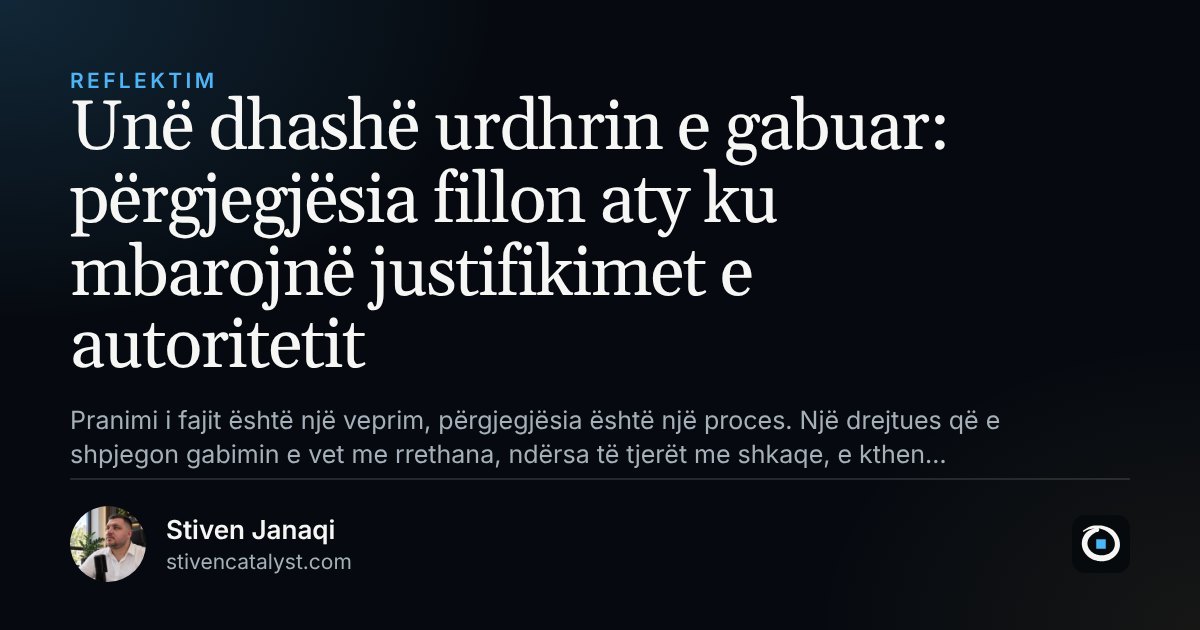 REFLEKTIM
Unë dhashë urdhrin e gabuar:
përgjegjësia fillon aty ku
mbarojnë justifikimet e
autoritetit
Pranimi i fajit është një veprim, përgjegjësia është një proces. Një drejtues që e
shpjegon gabimin e vet me rrethana, ndërsa të tjerët me shkaqe, e kthen...
Stiven Janaqi
stivencatalyst.com